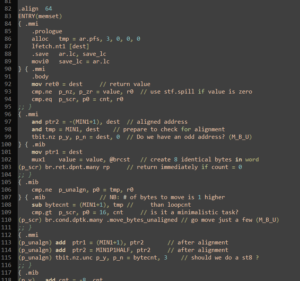 81
82 .align 64
83 ENTRY(memset)
84 { .mmi
85 .prologue
86 alloc tmp = ar.pfs, 3, 0, 0, 0
87 lfetch.nt1 [dest]
88 .save ar.lc, save_lc
89 movi0 save_lc = ar.lc
90 } { .mmi
91 .body
92 mov ret0 = dest // return value
93 cmp.ne p_nz, p_zr = value, r0 // use stf.spill if value is zero
94 cmp.eq p_scr, p0 = cnt, r0
95 ;; }
96 { .mmi
97 and ptr2 = -(MIN1+1), dest // aligned address
98 and tmp = MIN1, dest // prepare to check for alignment
99 tbit.nz p_y, p_n = dest, 0 // Do we have an odd address? (M_B_U)
100 } { .mib
101 mov ptr1 = dest
102 mux1 value = value, @brcst // create 8 identical bytes in word
103 (p_scr) br.ret.dpnt.many rp // return immediately if count = 0
104 ;; }
105 { .mib
106 cmp.ne p_unalgn, p0 = tmp, r0
107 } { .mib // NB: # of bytes to move is 1 higher
108 sub bytecnt = (MIN1+1), tmp // than loopcnt
109 cmp.gt p_scr, p0 = 16, cnt // is it a minimalistic task?
110 (p_scr) br.cond.dptk.many .move_bytes_unaligned // go move just a few (M_B_U)
111 ;; }
112 { .mmi
113 (p_unalgn) add ptr1 = (MIN1+1), ptr2 // after alignment
114 (p_unalgn) add ptr2 = MIN1P1HALF, ptr2 // after alignment
115 (p_unalgn) tbit.nz.unc p_y, p_n = bytecnt, 3 // should we do a st8 ?
116 ;; }
117 { .mib